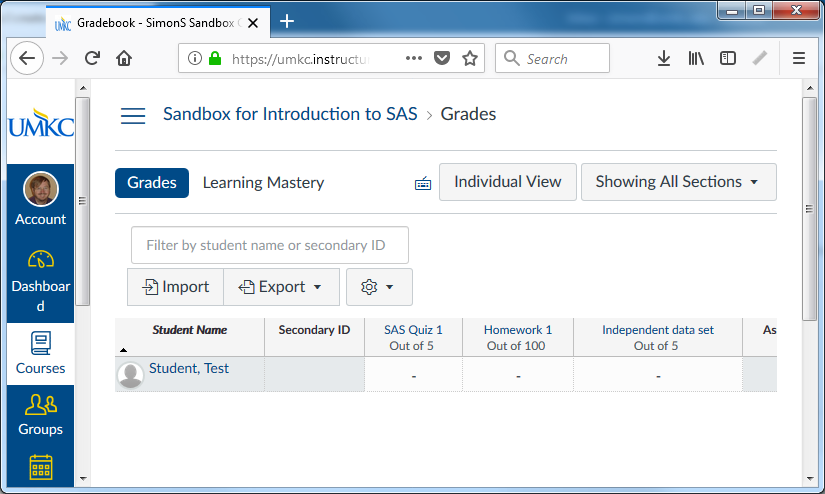 Gradebook - SimonS Sandbox
https://umkc.instructu
Search
UMKC
Sandbox for Introduction to SAS > Grades
Grades
Learning Mastery
Individual View
Showing All Sections
Account
Filter by student name or secondary ID
Dashboar
d
Import
Export
Student Name
Secondary ID
SAS Quiz 1
Out of 5
Homework 1
Out of 100
Independent data set
Out of 5
As
Student, Test
-
-
-
Courses
Groups